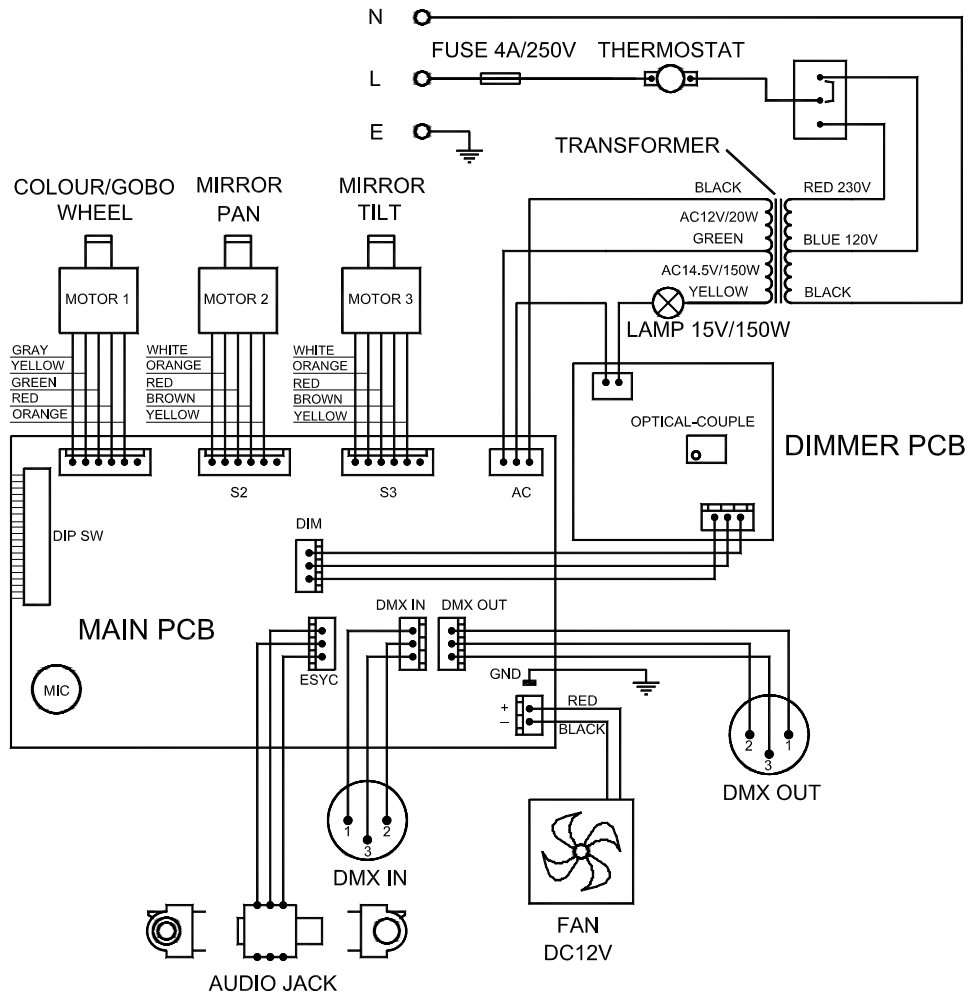 N
FUSE 4A/250V THERMOSTAT
L
E
TRANSFORMER
COLOUR/GOBO
WHEEL
MIRROR
PAN
MIRROR
TILT
BLACK
RED 230V
AC12V/20W
GREEN
BLUE 120V
AC14.5V/150W
YELLOW
BLACK
LAMP 15V/150W
MOTOR 1
MOTOR 2
MOTOR 3
GRAY
YELLOW
GREEN
RED
ORANGE
WHITE
ORANGE
RED
BROWN
YELLOW
WHITE
ORANGE
RED
BROWN
YELLOW
OPTICAL-COUPLE
DIMMER PCB
S2
S3
AC
DIP SW
DIM
MAIN PCB
DMX IN
DMX OUT
ESYC
MIC
GND
+
–
RED
BLACK
2
1
3
DMX OUT
1
2
3
DMX IN
FAN
DC12V
AUDIO JACK